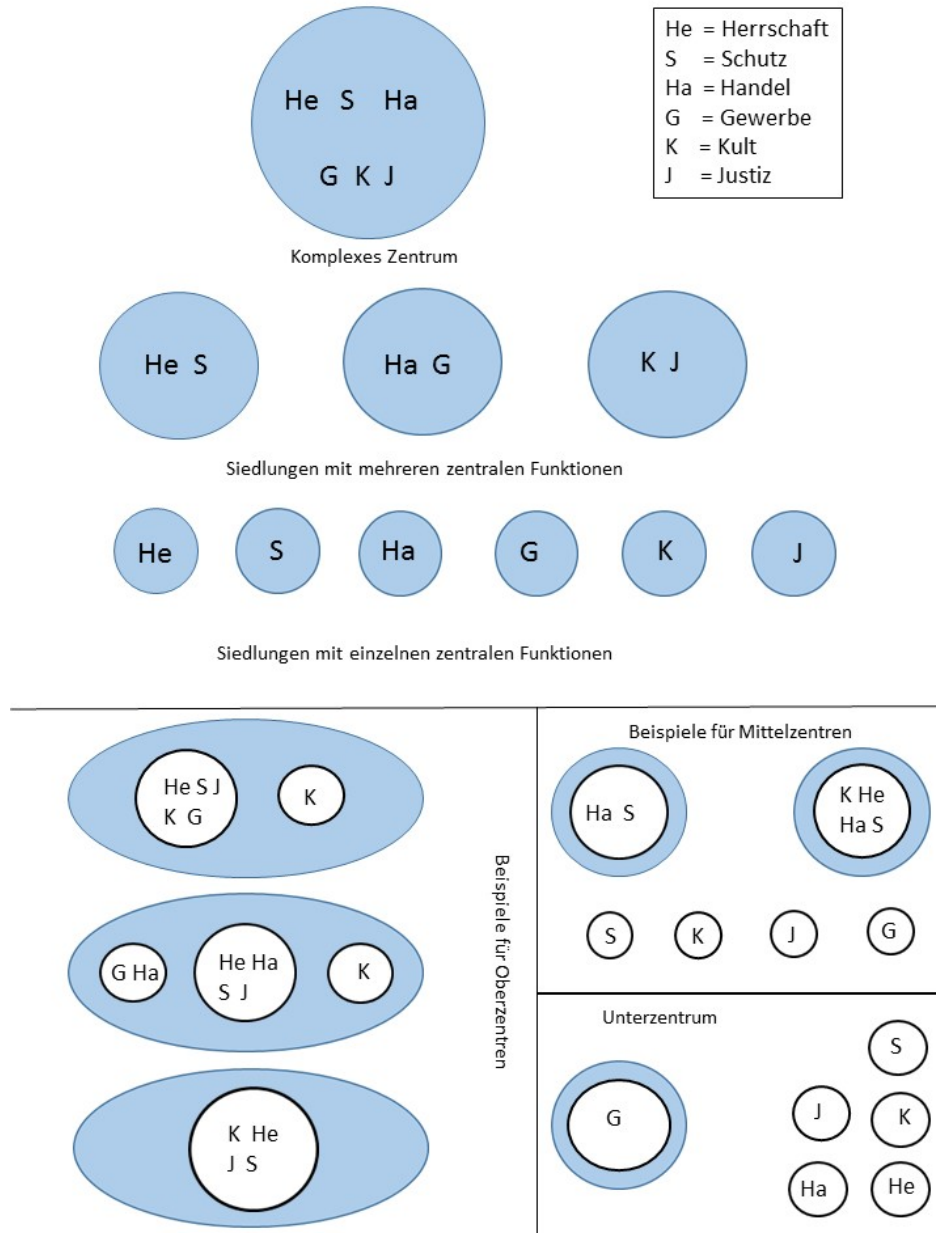 He = Herrschaft
S = Schutz
Ha = Handel
G = Gewerbe
K = Kult
J = Justiz
He S Ha
G K J
Komplexes Zentrum
He S
Ha G
K J
Siedlungen mit mehreren zentralen Funktionen
He
S
Ha
G
K
J
Siedlungen mit einzelnen zentralen Funktionen
Beispiele für Oberzentren
He S J
K G
K
G Ha
He Ha
S J
K
K He
J S
Beispiele für Mittelzentren
Ha S
K He
Ha S
S
K
J
G
Unterzentrum
G
S
J
K
Ha
He